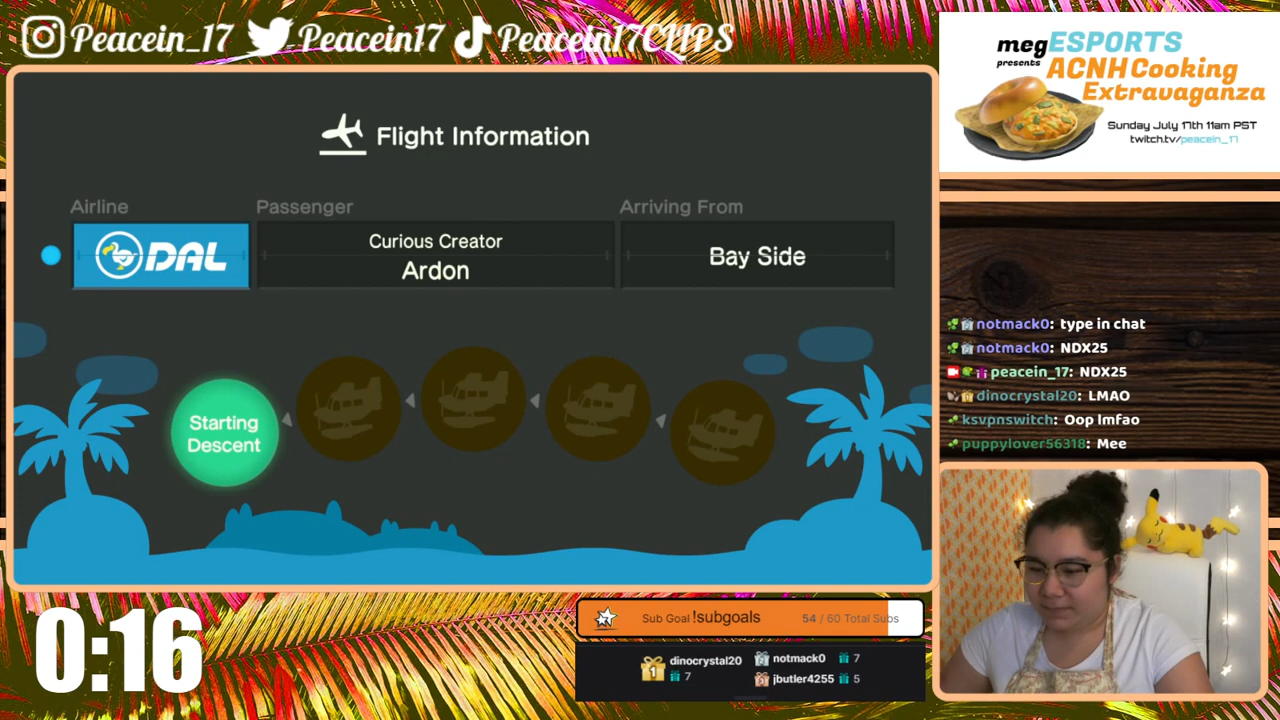 Peacein_17 Peacein17 Peacein17ClIPS
Flight Information
Airline Passenger Arriving From
DAL
Curious Creator
Ardon
Bay Side
Starting
Descent
0:16
Sub Goal !subgoals 54 / 60 Total Subs
1 dinocrystal20 7
2 notmack0 7
3 jbutler4255 5
megESPORTS
presents ACNH Cooking
Extravaganza
Sunday July 17th 11am PST
twitch.tv/peacein_17
notmack0: type in chat
notmack0: NDX25
peacein_17: NDX25
dinocrystal20: LMAO
ksvpnswitch: Oop lmfao
puppylover56318: Mee